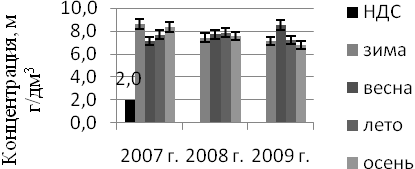 Концентрация, м
г/дм³
10,0
8,0
6,0
4,0
2,0
0,0
2,0
2007 г. 2008 г. 2009 г.
НДС
зима
весна
лето
осень